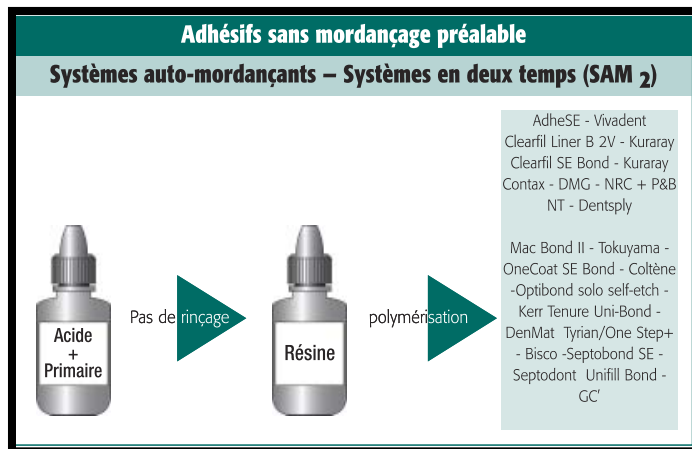 Adhésifs sans mordançage préalable
Systèmes auto-mordançants – Systèmes en deux temps (SAM 2)
Acide
+
Primaire
Pas de rinçage
Résine
polymérisation
AdheSE - Vivadent
Clearfil Liner B 2V - Kuraray
Clearfil SE Bond - Kuraray
Contax - DMG - NRC + P&B
NT - Dentsply
Mac Bond II - Tokuyama -
OneCoat SE Bond - Coltène
-Optibond solo self-etch -
Kerr Tenure Uni-Bond -
DenMat Tyrian/One Step+
- Bisco -Septobond SE -
Septodont Unifill Bond -
GC'